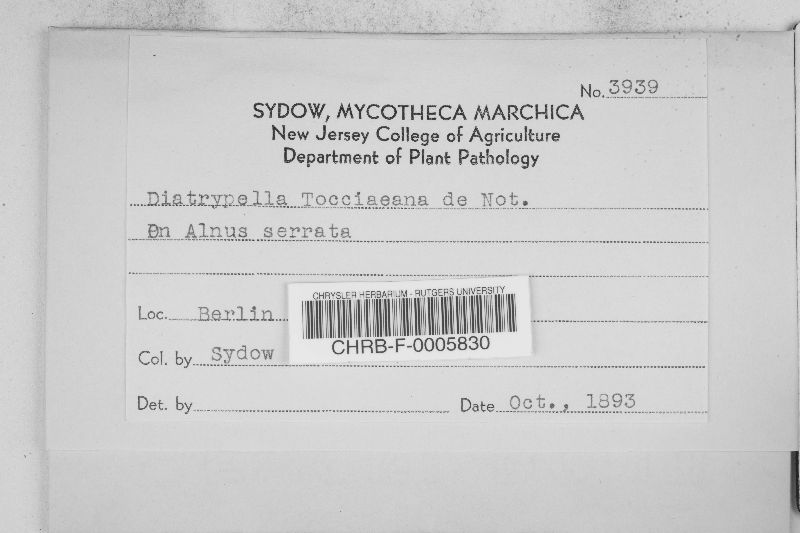 No. 3939
SYDOW, MYCOTHECA MARCHICA
New Jersey College of Agriculture
Department of Plant Pathology
Diatrypella Tocciaeana de Not.
On Alnus serrata
Loc. Berlin
CHRYSLER HERBARIUM - RUTGERS UNIVERSITY
CHRB-F-0005830
Col. by Sydow
Det. by
Date Oct., 1893